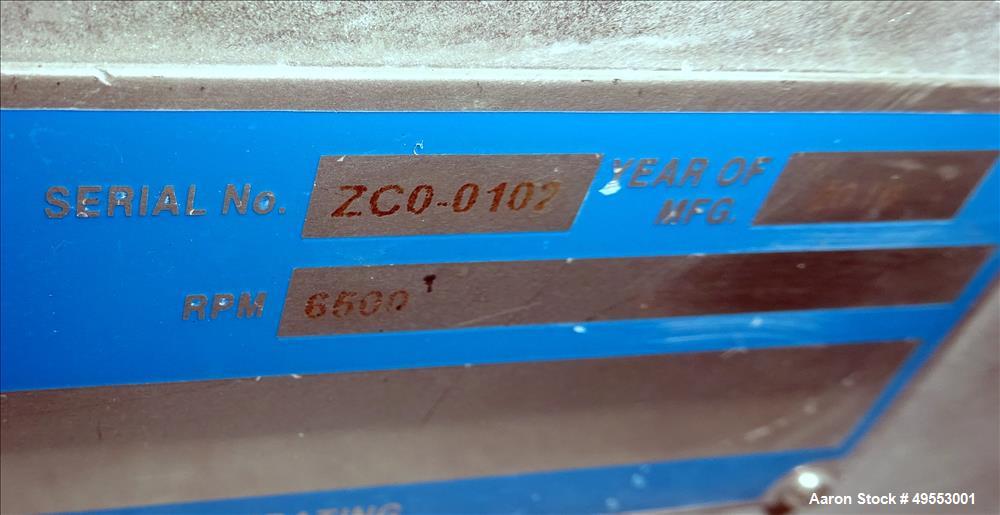 SERIAL No. ZC0-0102 YEAR OF
MFG.
RPM 6500
Aaron Stock # 49553001